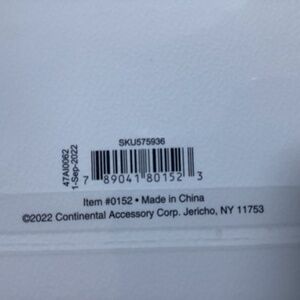 SKU575936
47AI0062
1-Sep-2022
7 89041 80152 3
Item #0152 • Made in China
©2022 Continental Accessory Corp. Jericho, NY 11753